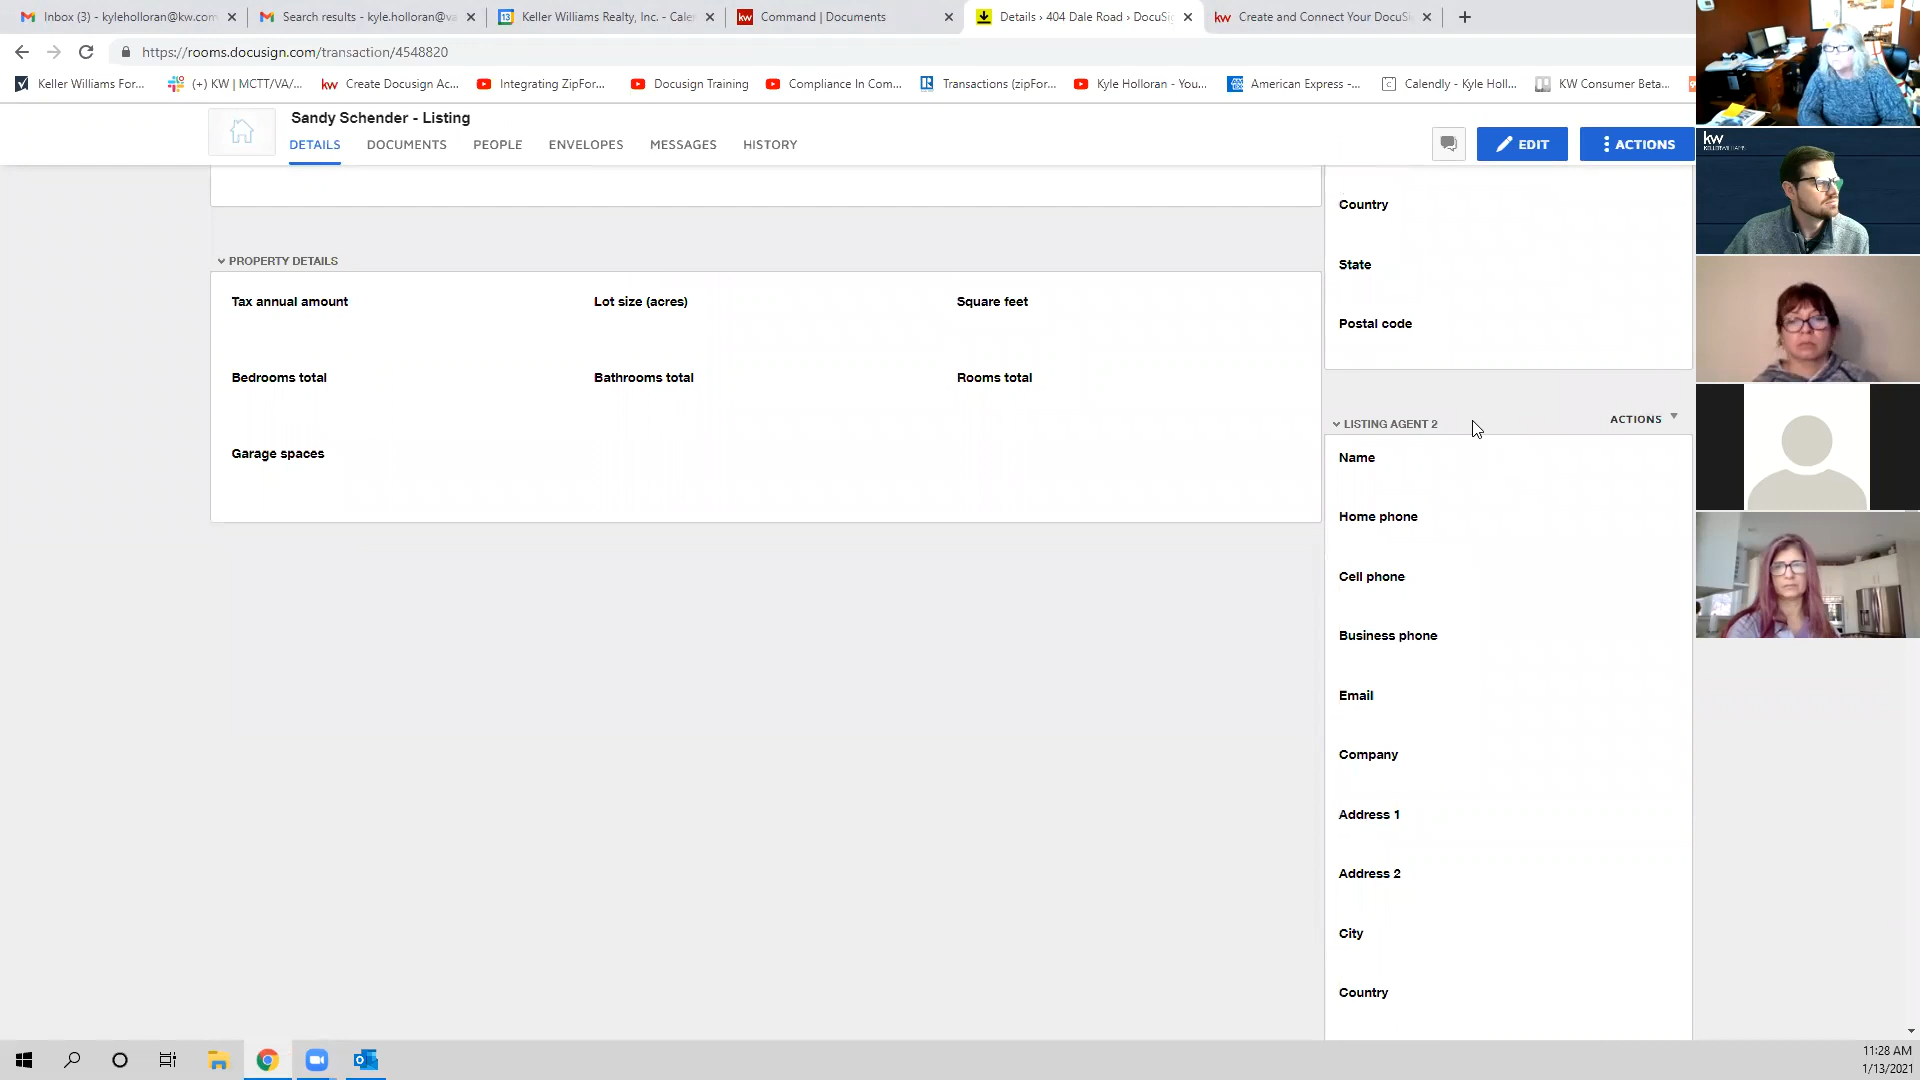 Inbox (3) - kyleholloran@kw.com
Search results - kyle.holloran@va
Keller Williams Realty, Inc. - Cale
Command | Documents
Details › 404 Dale Road › DocuSi
Create and Connect Your DocuSi
https://rooms.docusign.com/transaction/4548820
Keller Williams For...
(+) KW | MCTT/VA/...
Create Docusign Ac...
Integrating ZipFor...
Docusign Training
Compliance In Com...
Transactions (zipFor...
Kyle Holloran - You...
American Express -...
Calendly - Kyle Holl...
KW Consumer Beta...
Sandy Schender - Listing
DETAILS
DOCUMENTS
PEOPLE
ENVELOPES
MESSAGES
HISTORY
EDIT
ACTIONS
PROPERTY DETAILS
Tax annual amount
Lot size (acres)
Square feet
Bedrooms total
Bathrooms total
Rooms total
Garage spaces
Country
State
Postal code
LISTING AGENT 2
ACTIONS
Name
Home phone
Cell phone
Business phone
Email
Company
Address 1
Address 2
City
Country
kw
KELLERWILLIAMS
11:28 AM
1/13/2021